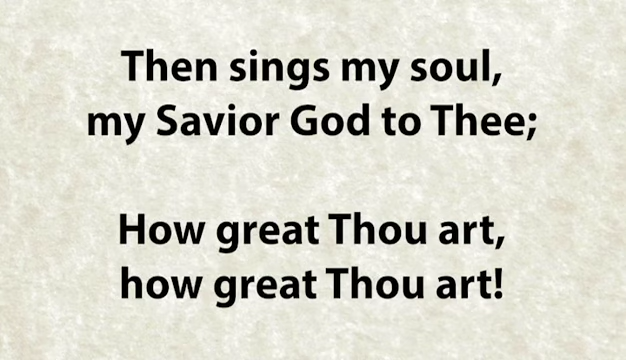 Then sings my soul,
my Savior God to Thee;
How great Thou art,
how great Thou art!